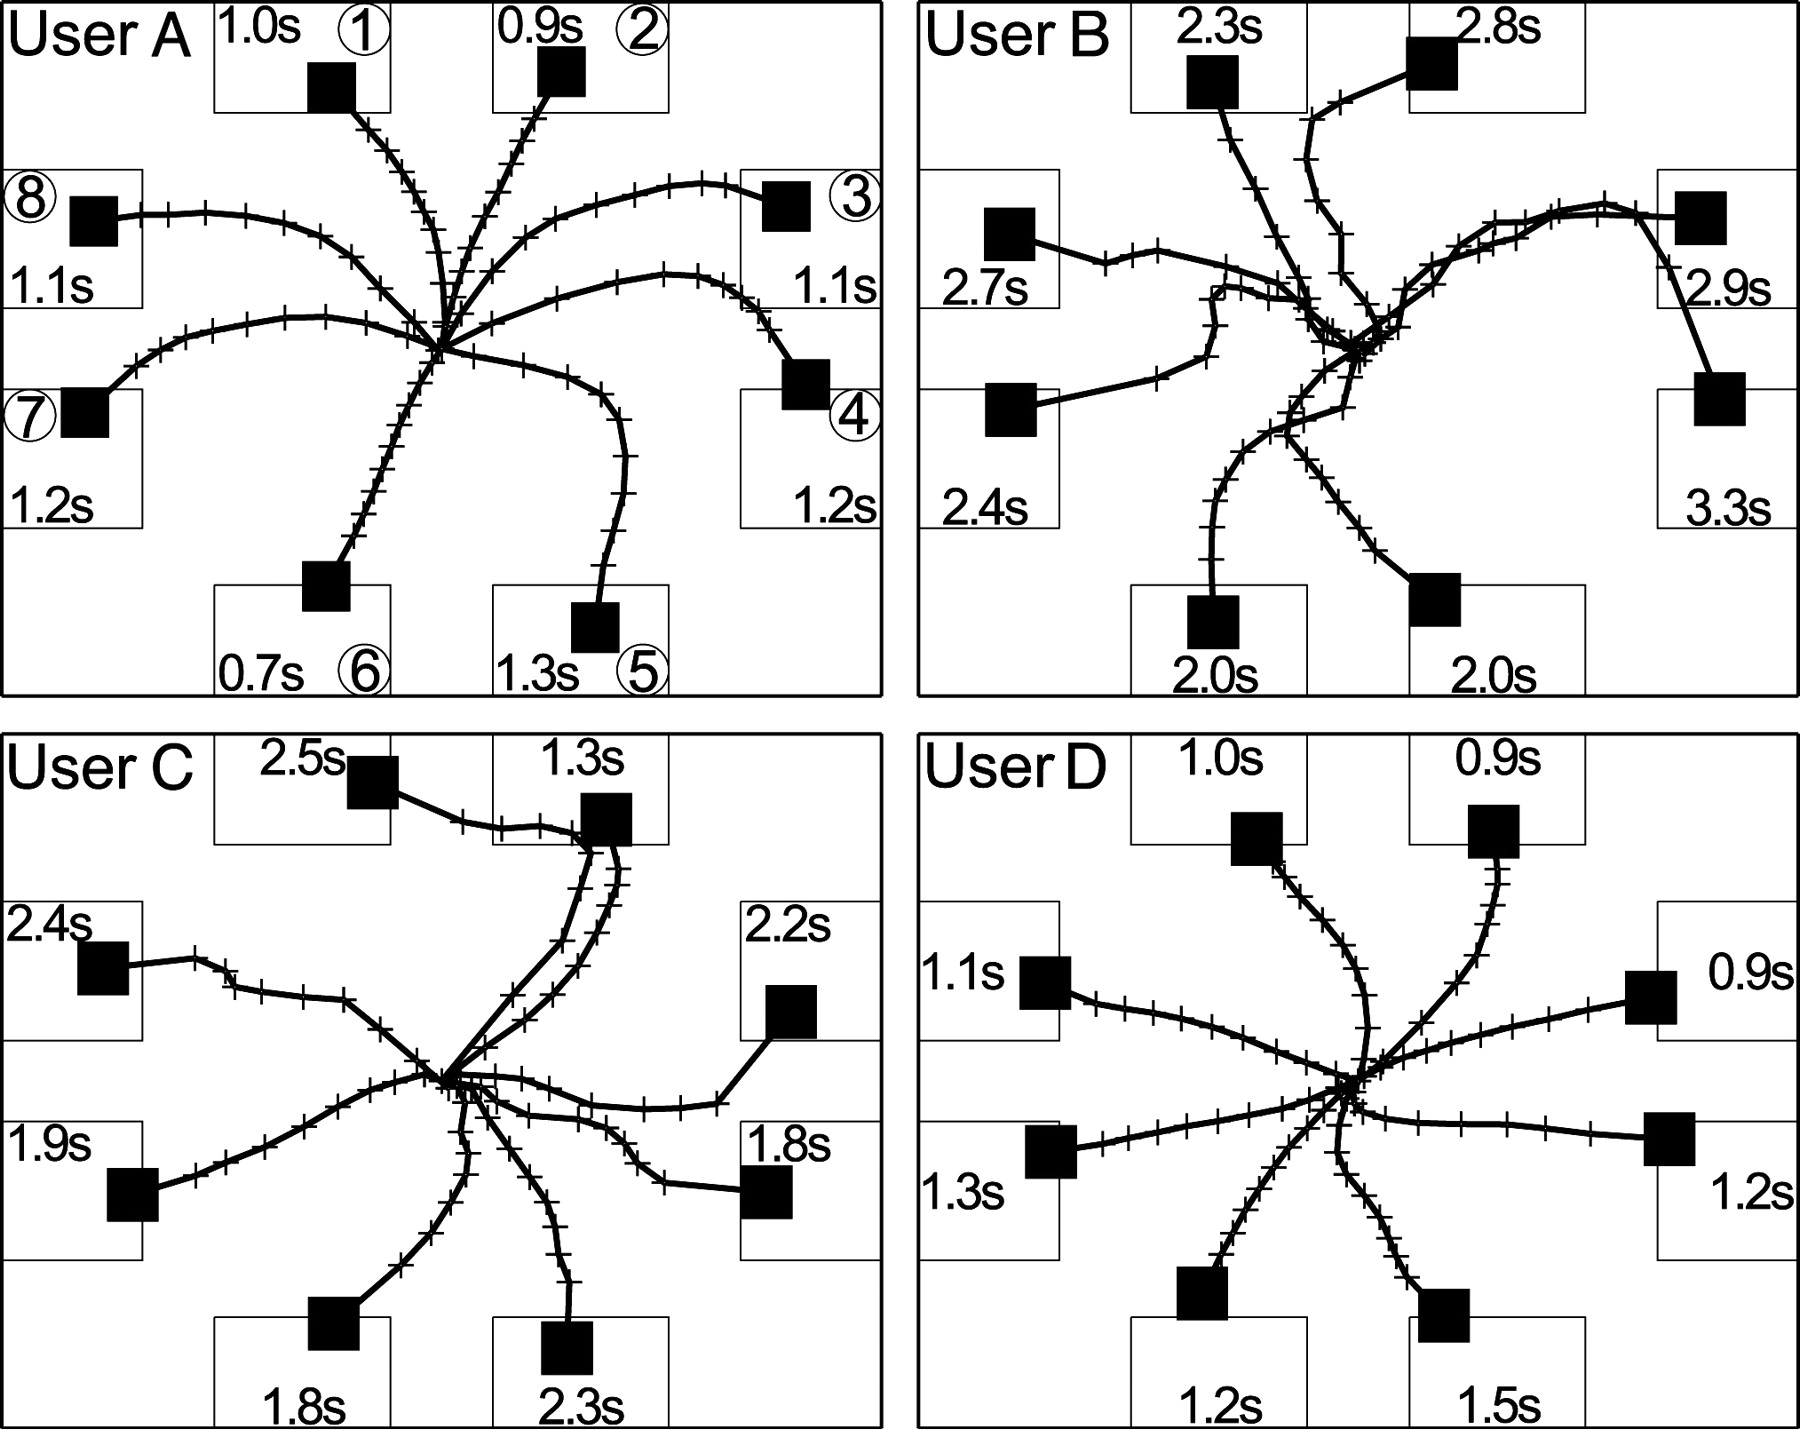 User A
1.0s ①
0.9s ②
⑧
1.1s
③
1.1s
⑦
1.2s
④
1.2s
0.7s ⑥
1.3s ⑤
User B
2.3s
2.8s
2.7s
2.9s
2.4s
3.3s
2.0s
2.0s
User C
2.5s
1.3s
2.4s
2.2s
1.9s
1.8s
1.8s
2.3s
User D
1.0s
0.9s
1.1s
0.9s
1.3s
1.2s
1.2s
1.5s